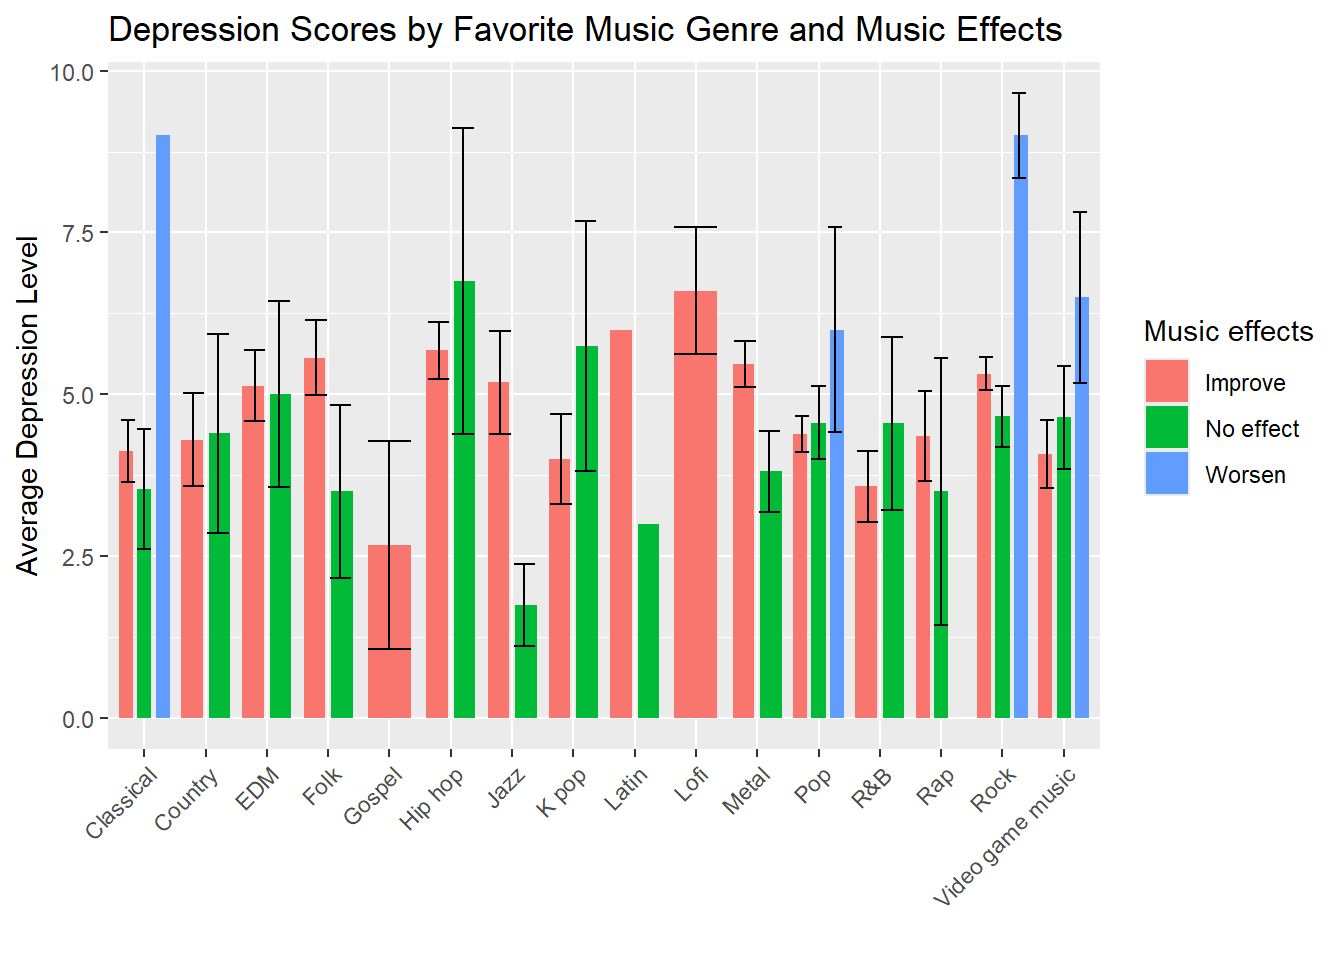 Depression Scores by Favorite Music Genre and Music Effects
10.0
7.5
5.0
2.5
0.0
Average Depression Level
Classical
Country
EDM
Folk
Gospel
Hip hop
Jazz
K pop
Latin
Lofi
Metal
Pop
R&B
Rap
Rock
Video game music
Music effects
Improve
No effect
Worsen